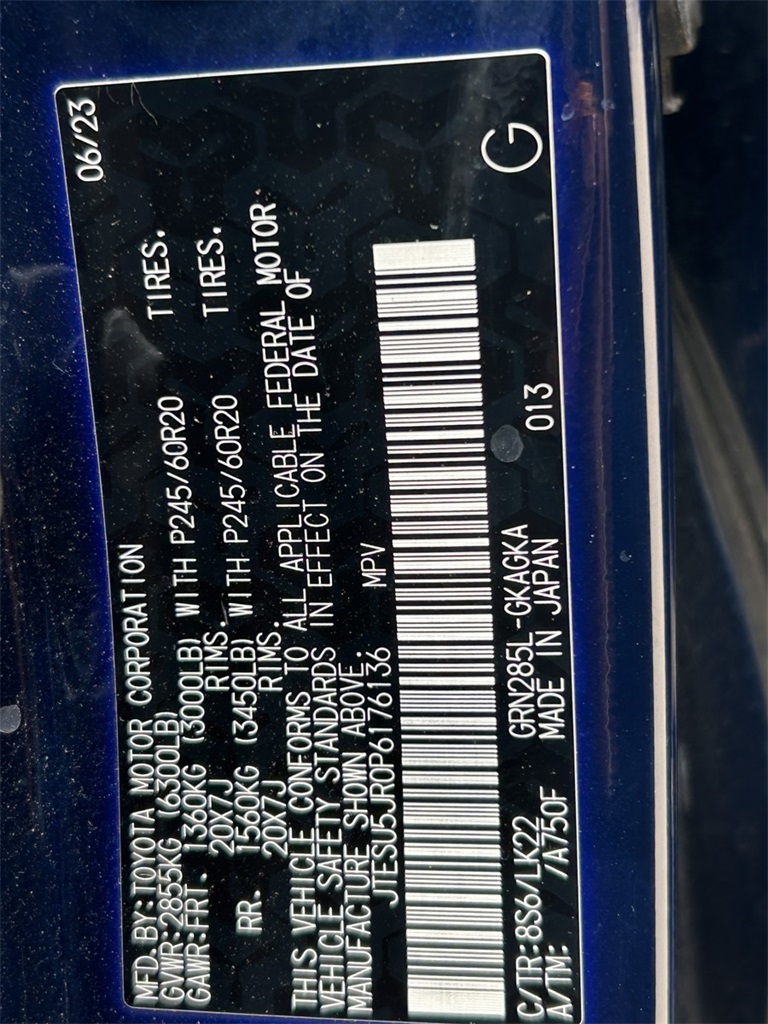 MFD. BY: TOYOTA MOTOR CORPORATION 06/23
GVWR: 2855KG (6300LB)
GAWR: FRT. 1360KG (3000LB) WITH P245/60R20 TIRES.
20X7J RIMS.
RR. 1560KG (3450LB) WITH P245/60R20 TIRES.
20X7J RIMS.
THIS VEHICLE CONFORMS TO ALL APPLICABLE FEDERAL MOTOR
VEHICLE SAFETY STANDARDS IN EFFECT ON THE DATE OF
MANUFACTURE SHOWN ABOVE.
JTESU5JR0P6176136 MPV
G
C/TR: 8S6/LK22 GRN285L-GKAGKA 013
A/TM: /A750F MADE IN JAPAN